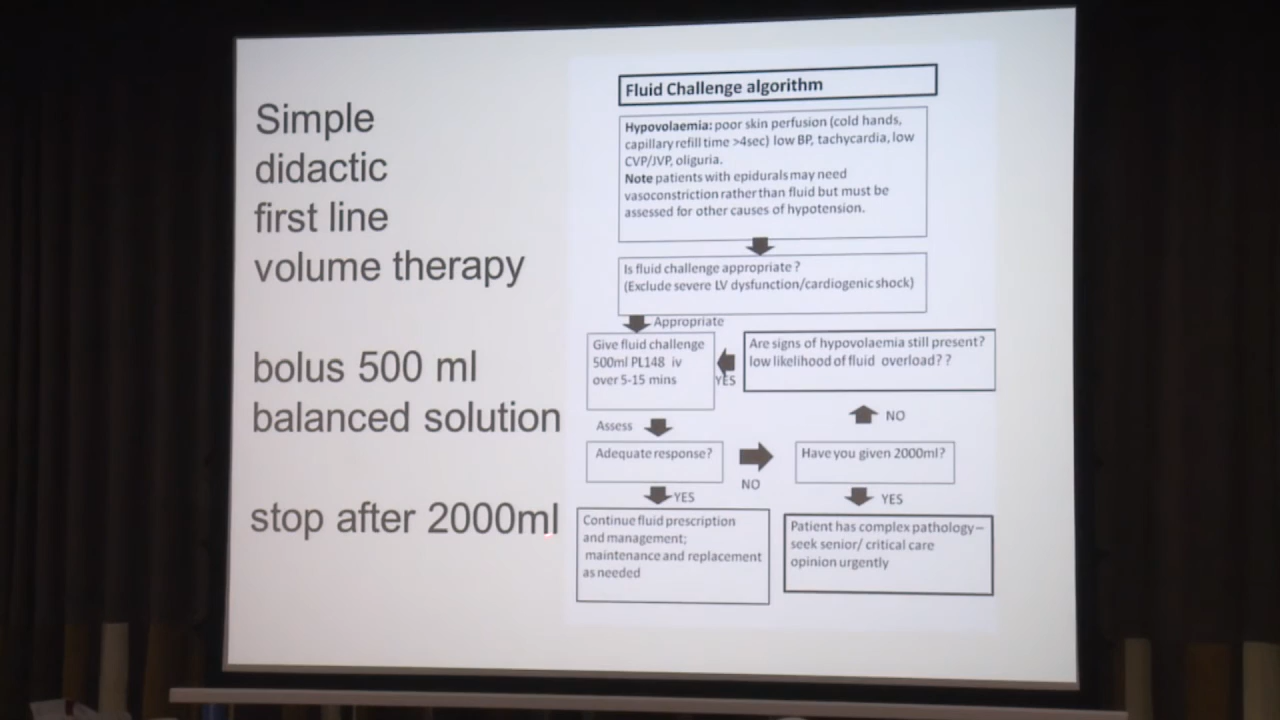 Simple
didactic
first line
volume therapy
bolus 500 ml
balanced solution
stop after 2000ml
Fluid Challenge algorithm
Hypovolaemia: poor skin perfusion (cold hands,
capillary refill time >4sec) low BP, tachycardia, low
CVP/JVP, oliguria.
Note patients with epidurals may need
vasoconstriction rather than fluid but must be
assessed for other causes of hypotension.
Is fluid challenge appropriate ?
(Exclude severe LV dysfunction/cardiogenic shock)
Appropriate
Give fluid challenge
500ml PL148 iv
over 5-15 mins
YES
Are signs of hypovolaemia still present?
low likelihood of fluid overload? ?
Assess
NO
Adequate response?
NO
Have you given 2000ml?
YES
YES
Continue fluid prescription
and management;
maintenance and replacement
as needed
Patient has complex pathology –
seek senior/ critical care
opinion urgently